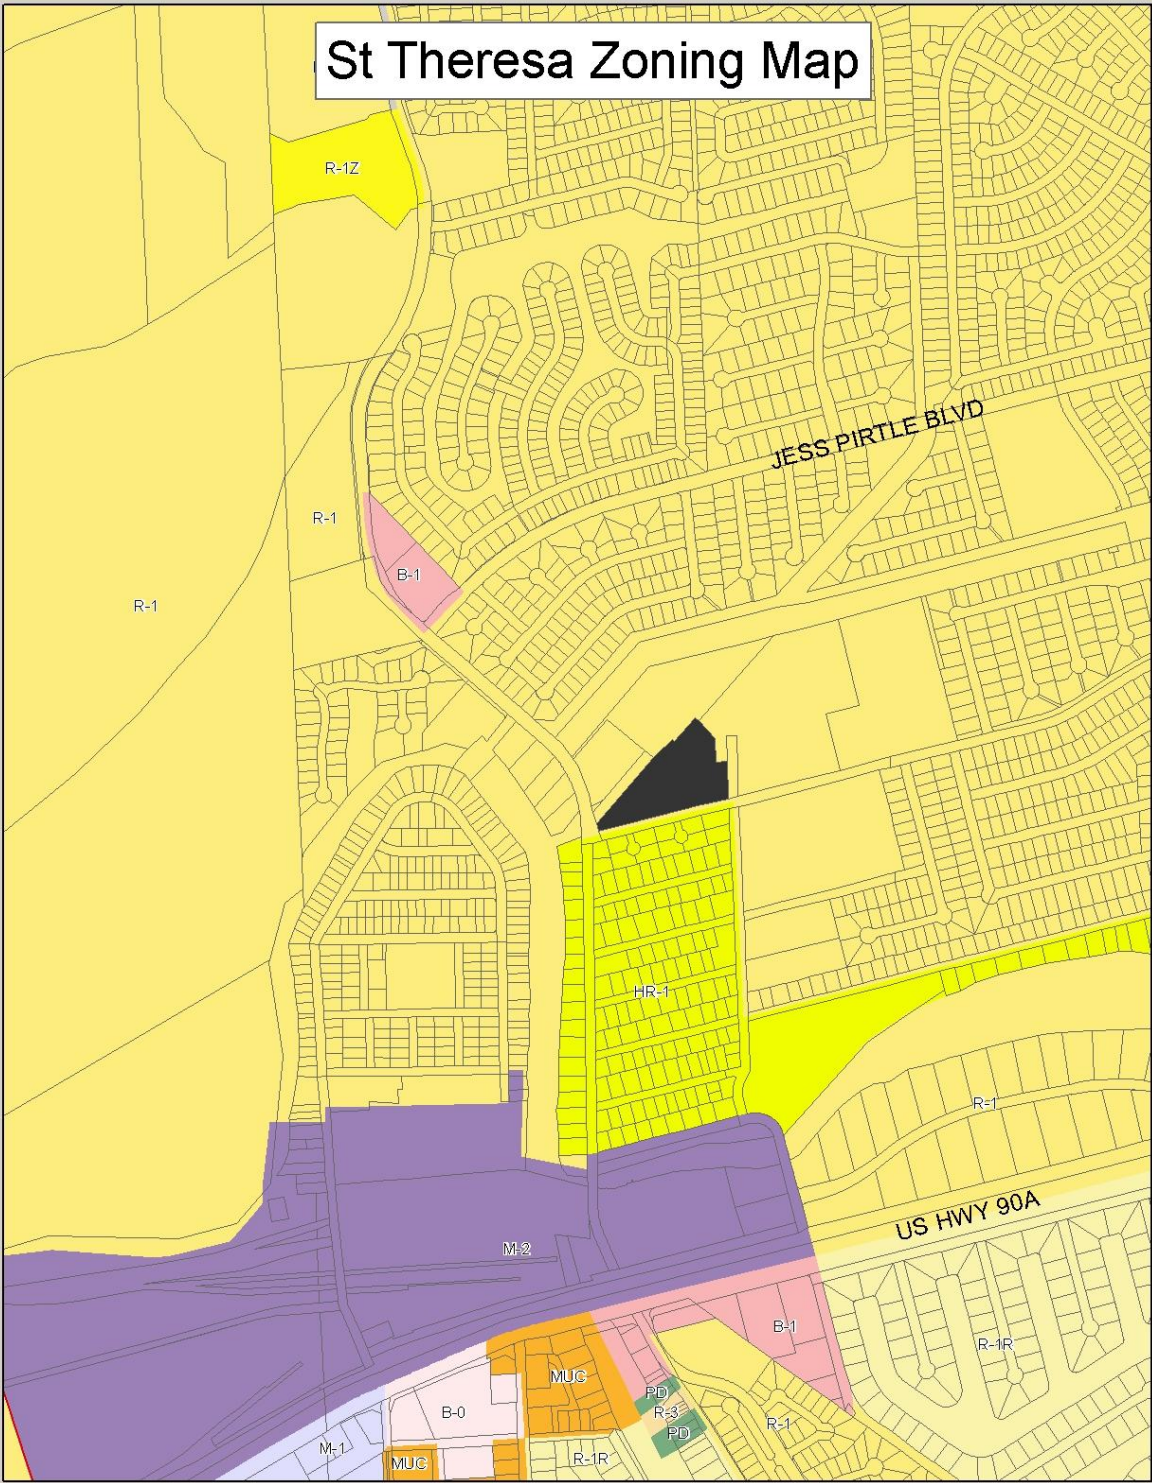 St Theresa Zoning Map
R-1Z
JESS PIRTLE BLVD
R-1
B-1
R-1
HR-1
R-1
US HWY 90A
M-2
B-1
R-1R
MUC
PD
B-0
R-3
R-1
PD
M-1
MUC
R-1R